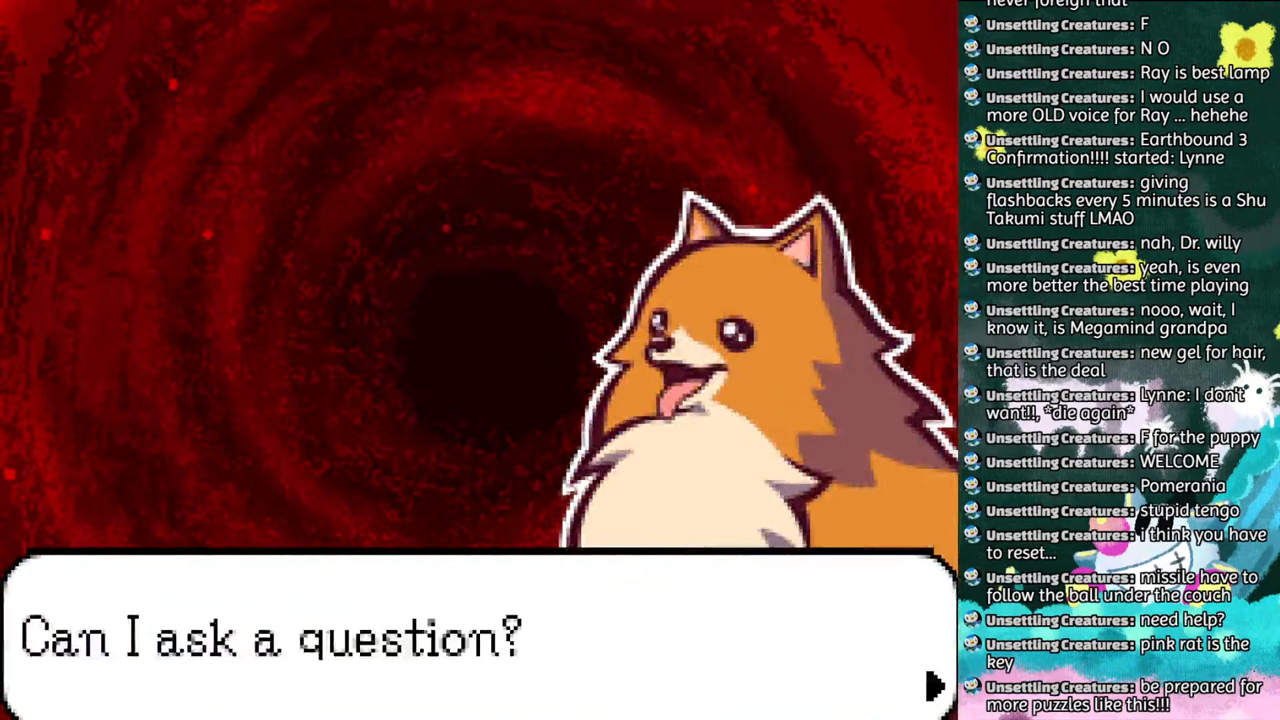 never foreign that
Unsettling Creatures: F
Unsettling Creatures: N O
Unsettling Creatures: Ray is best lamp
Unsettling Creatures: I would use a
more OLD voice for Ray ... hehehe
Unsettling Creatures: Earthbound 3
Confirmation!!!! started: Lynne
Unsettling Creatures: giving
flashbacks every 5 minutes is a Shu
Takumi stuff LMAO
Unsettling Creatures: nah, Dr. willy
Unsettling Creatures: yeah, is even
more better the best time playing
Unsettling Creatures: nooo, wait, I
know it, is Megamind grandpa
Unsettling Creatures: new gel for hair,
that is the deal
Unsettling Creatures: Lynne: I don't
want!!, *die again*
Unsettling Creatures: F for the puppy
Unsettling Creatures: WELCOME
Unsettling Creatures: Pomerania
Unsettling Creatures: stupid tengo
Unsettling Creatures: i think you have
to reset...
Unsettling Creatures: missile have to
follow the ball under the couch
Unsettling Creatures: need help?
Unsettling Creatures: pink rat is the
key
Unsettling Creatures: be prepared for
more puzzles like this!!!
Can I ask a question?